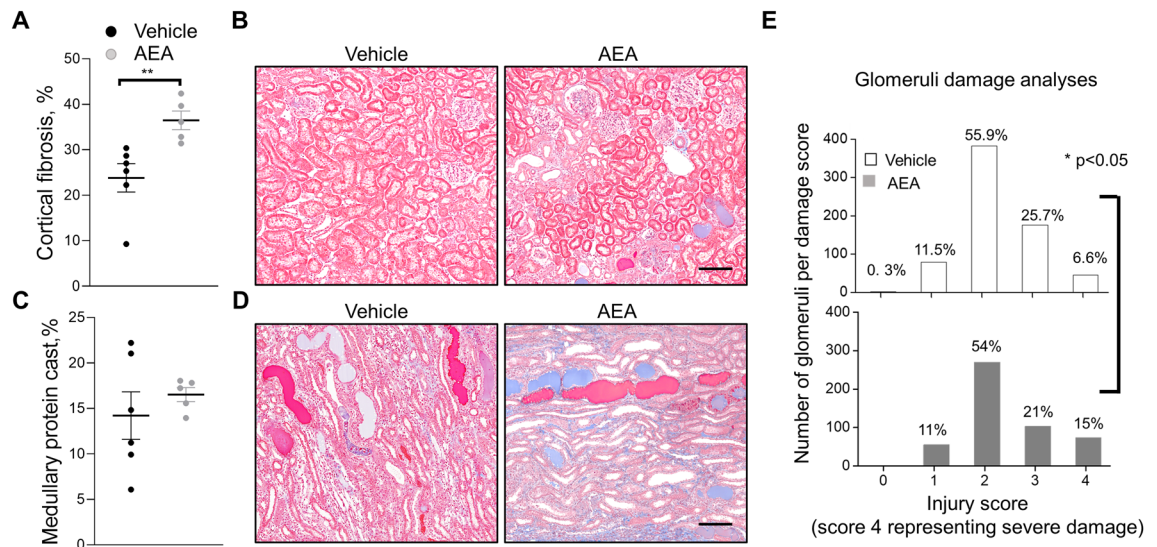 A
Vehicle
AEA
Cortical fibrosis, %
50
40
30
20
10
0
**
B
Vehicle
AEA
C
Medullary protein cast,%
25
20
15
10
5
0
D
Vehicle
AEA
E
Glomeruli damage analyses
Number of glomeruli per damage score
400
300
200
100
0
Vehicle
AEA
* p<0.05
0. 3%
11.5%
55.9%
25.7%
6.6%
400
300
200
100
0
11%
54%
21%
15%
0 1 2 3 4
Injury score
(score 4 representing severe damage)